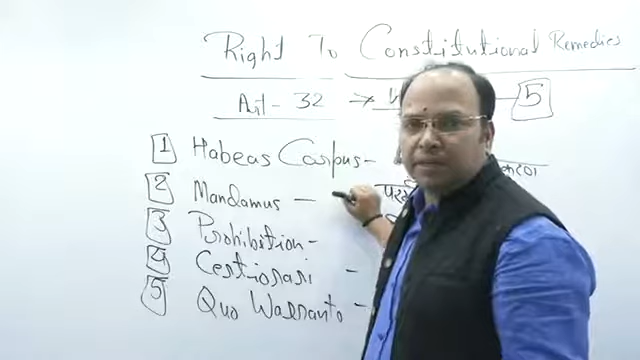 Right To Constitutional Remedies
Art - 32 → 5
1 Habeas Corpus -
2 Mandamus - पर
3 Prohibition -
4 Certiorari -
5 Quo Warranto -